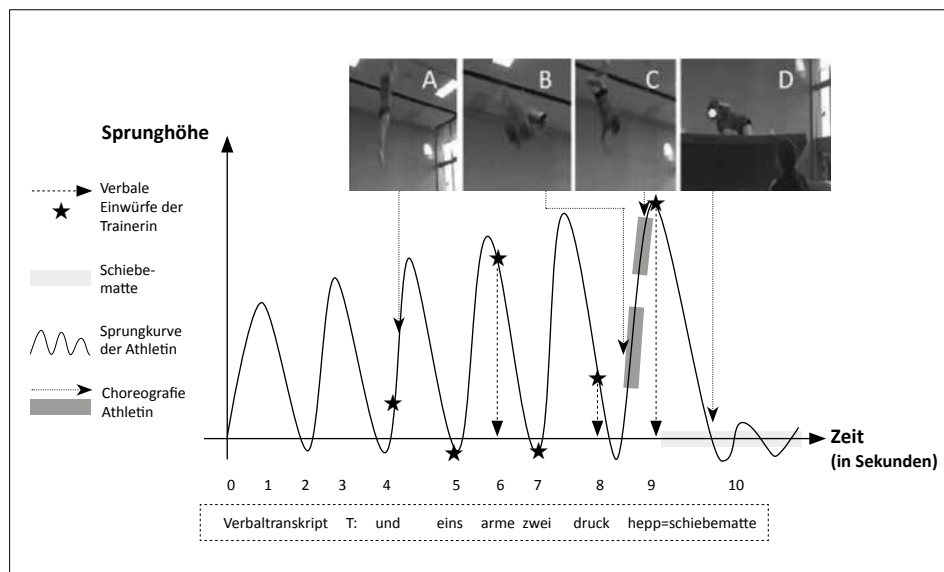 A B C D
Sprunghöhe
Verbale
Einwürfe der
Trainerin
Schiebe-
matte
Sprungkurve
der Athletin
Choreografie
Athletin
Zeit
(in Sekunden)
0 1 2 3 4 5 6 7 8 9 10
Verbaltranskript T: und eins arme zwei druck hepp=schiebematte